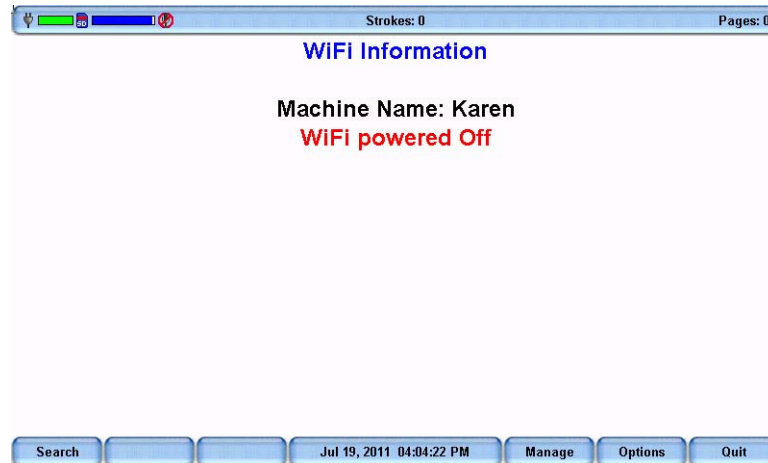 SD Strokes: 0 Pages: 0
WiFi Information
Machine Name: Karen
WiFi powered Off
Search Jul 19, 2011 04:04:22 PM Manage Options Quit